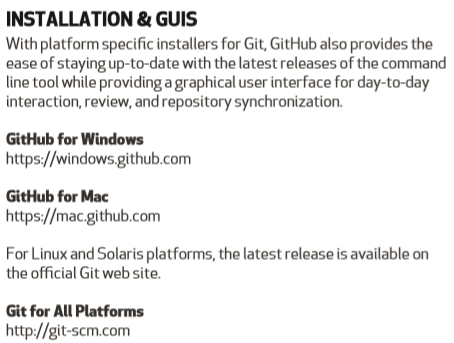 INSTALLATION & GUIS
With platform specific installers for Git, GitHub also provides the
ease of staying up-to-date with the latest releases of the command
line tool while providing a graphical user interface for day-to-day
interaction, review, and repository synchronization.
GitHub for Windows
https://windows.github.com
GitHub for Mac
https://mac.github.com
For Linux and Solaris platforms, the latest release is available on
the official Git web site.
Git for All Platforms
http://git-scm.com